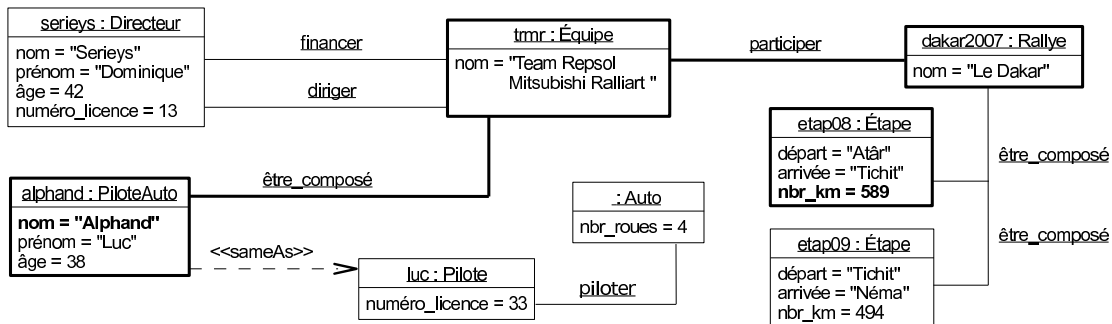 serieys : Directeur
nom = "Serieys"
prénom = "Dominique"
âge = 42
numéro_licence = 13
financer
diriger
trmr : Équipe
nom = "Team Repsol
Mitsubishi Ralliart "
participer
dakar2007 : Rallye
nom = "Le Dakar"
etap08 : Étape
départ = "Atâr"
arrivée = "Tichit"
nbr_km = 589
être_composé
être_composé
etap09 : Étape
départ = "Tichit"
arrivée = "Néma"
nbr_km = 494
être_composé
alphand : PiloteAuto
nom = "Alphand"
prénom = "Luc"
âge = 38
<<sameAs>>
luc : Pilote
numéro_licence = 33
piloter
: Auto
nbr_roues = 4